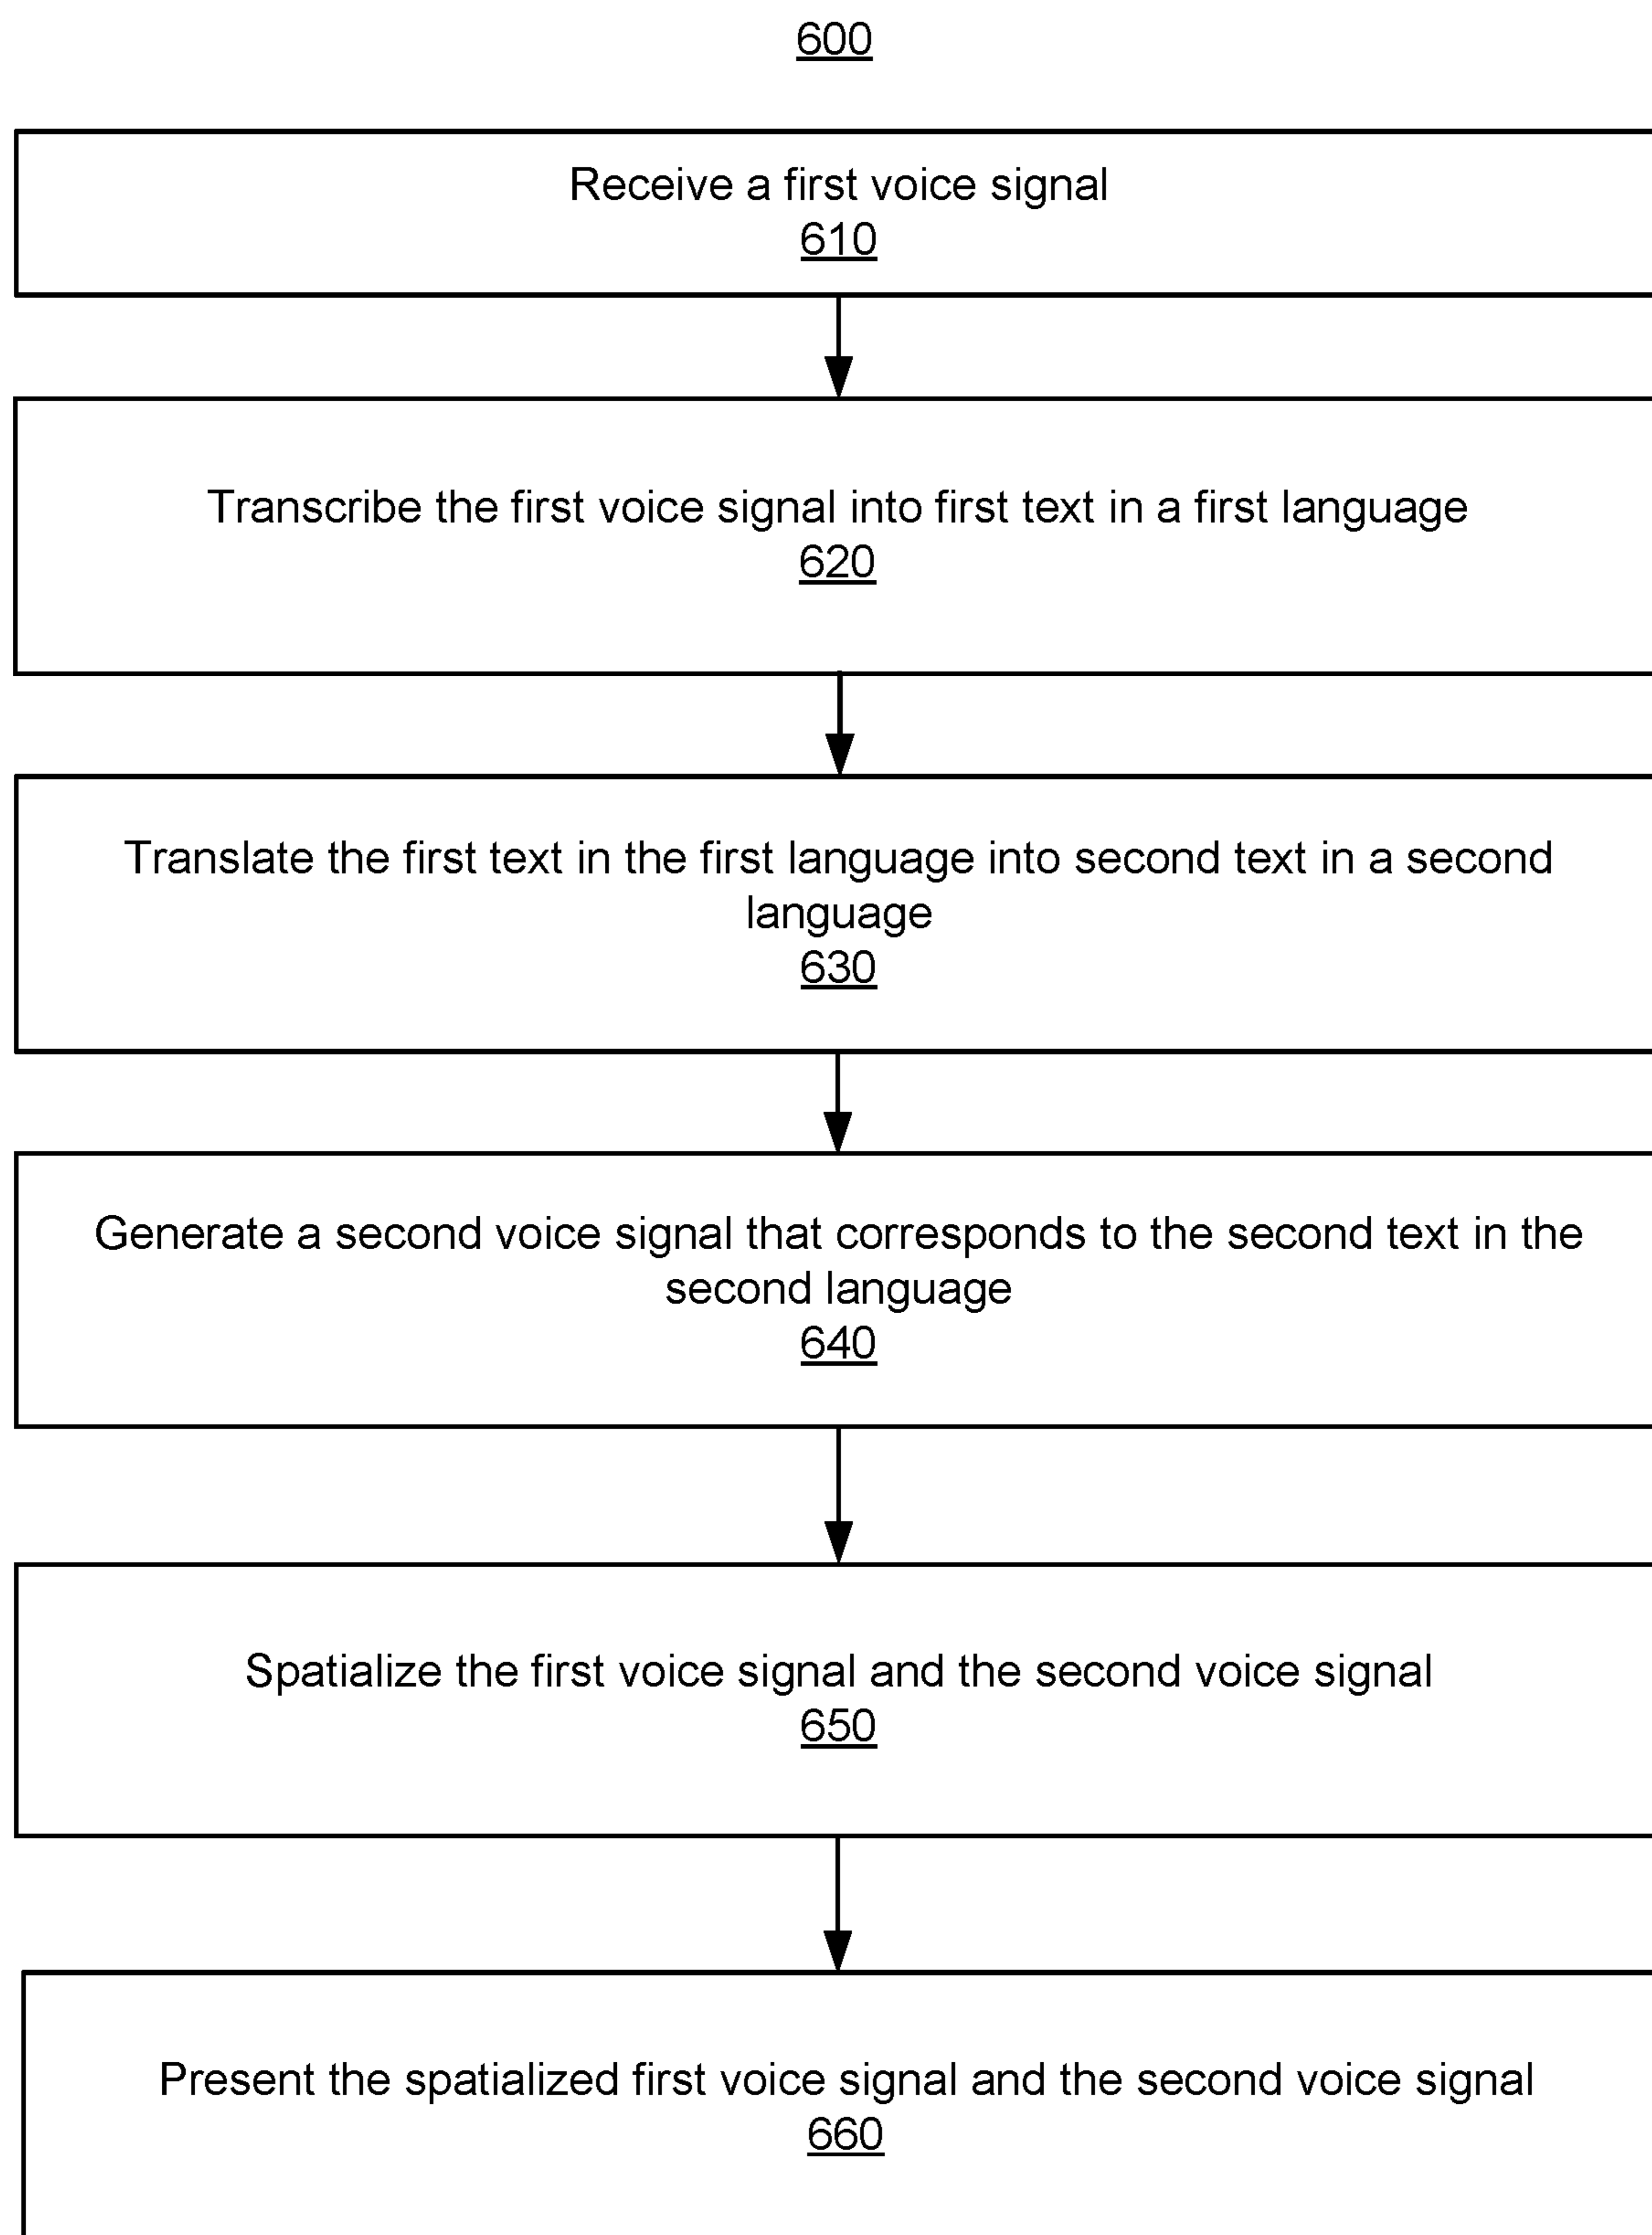 600
Receive a first voice signal
610
Transcribe the first voice signal into first text in a first language
620
Translate the first text in the first language into second text in a second
language
630
Generate a second voice signal that corresponds to the second text in the
second language
640
Spatialize the first voice signal and the second voice signal
650
Present the spatialized first voice signal and the second voice signal
660